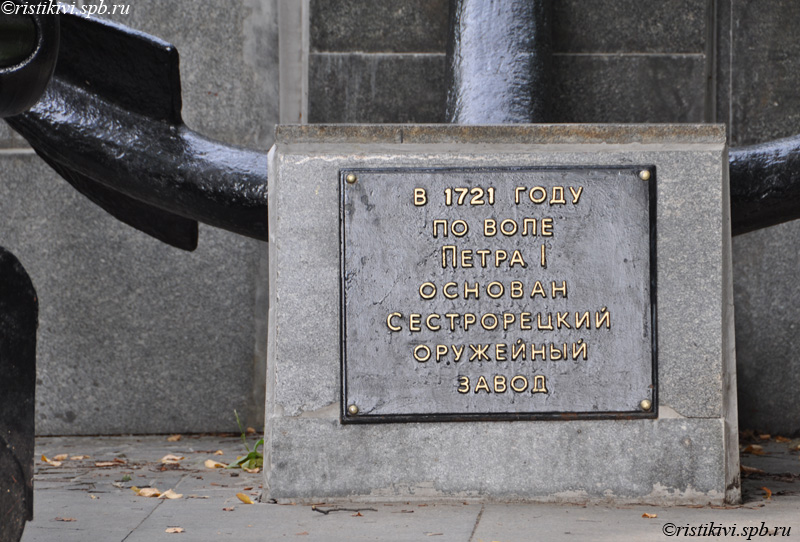 ©ristikivi.spb.ru
В 1721 ГОДУ
ПО ВОЛЕ
ПЕТРА I
ОСНОВАН
СЕСТРОРЕЦКИЙ
ОРУЖЕЙНЫЙ
ЗАВОД
©ristikivi.spb.ru